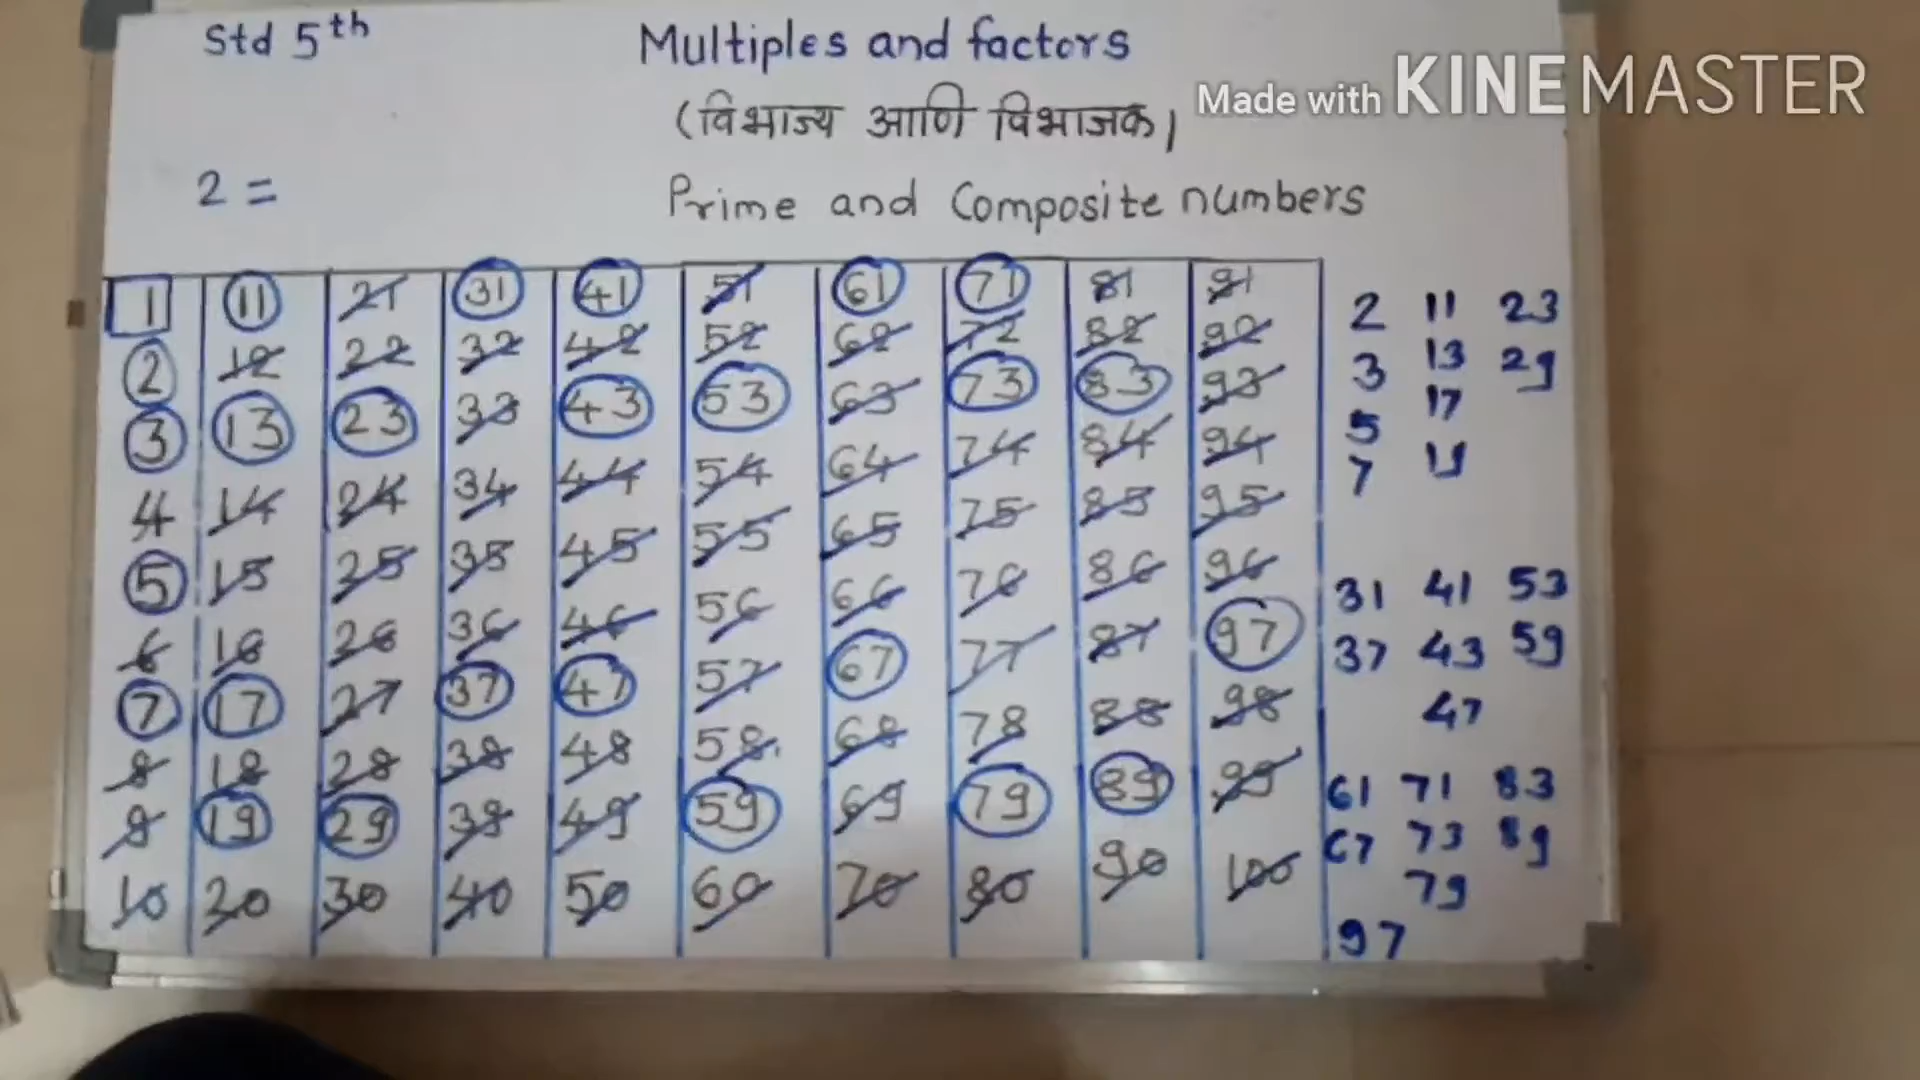 Std 5th Multiples and factors
Made with KINEMASTER
(विभाज्य आणि विभाजक)
2 = Prime and Composite numbers
1 11 21 31 41 51 61 71 81 91
2 12 22 32 42 52 62 72 82 92
3 13 23 33 43 53 63 73 83 93
4 14 24 34 44 54 64 74 84 94
5 15 25 35 45 55 65 75 85 95
6 16 26 36 46 56 66 76 86 96
7 17 27 37 47 57 67 77 87 97
8 18 28 38 48 58 68 78 88 98
9 19 29 39 49 59 69 79 89 99
10 20 30 40 50 60 70 80 90 100
2 11 23
3 13 29
5 17
7 19
31 41 53
37 43 59
47
61 71 83
67 73 89
79
97